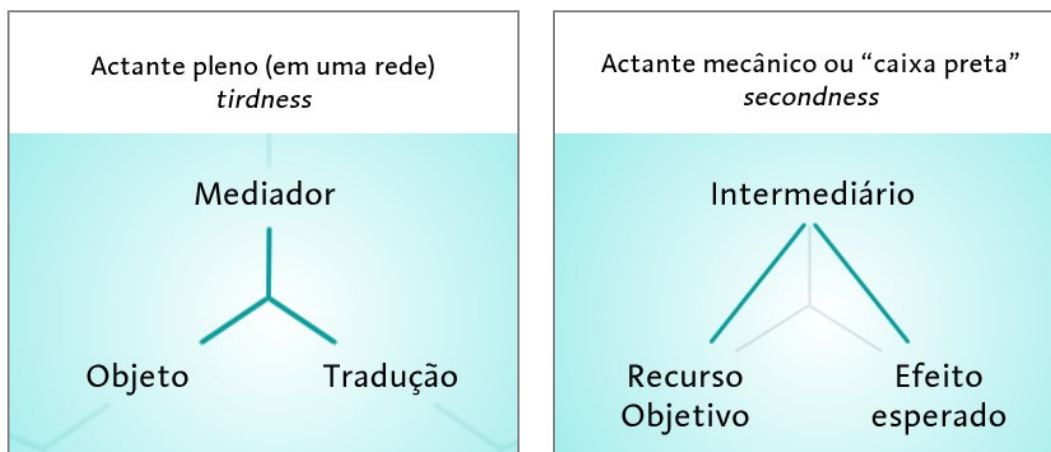 Actante pleno (em uma rede)
tirdness
Mediador
Objeto
Tradução
Actante mecânico ou “caixa preta”
secondness
Intermediário
Recurso
Objetivo
Efeito
esperado